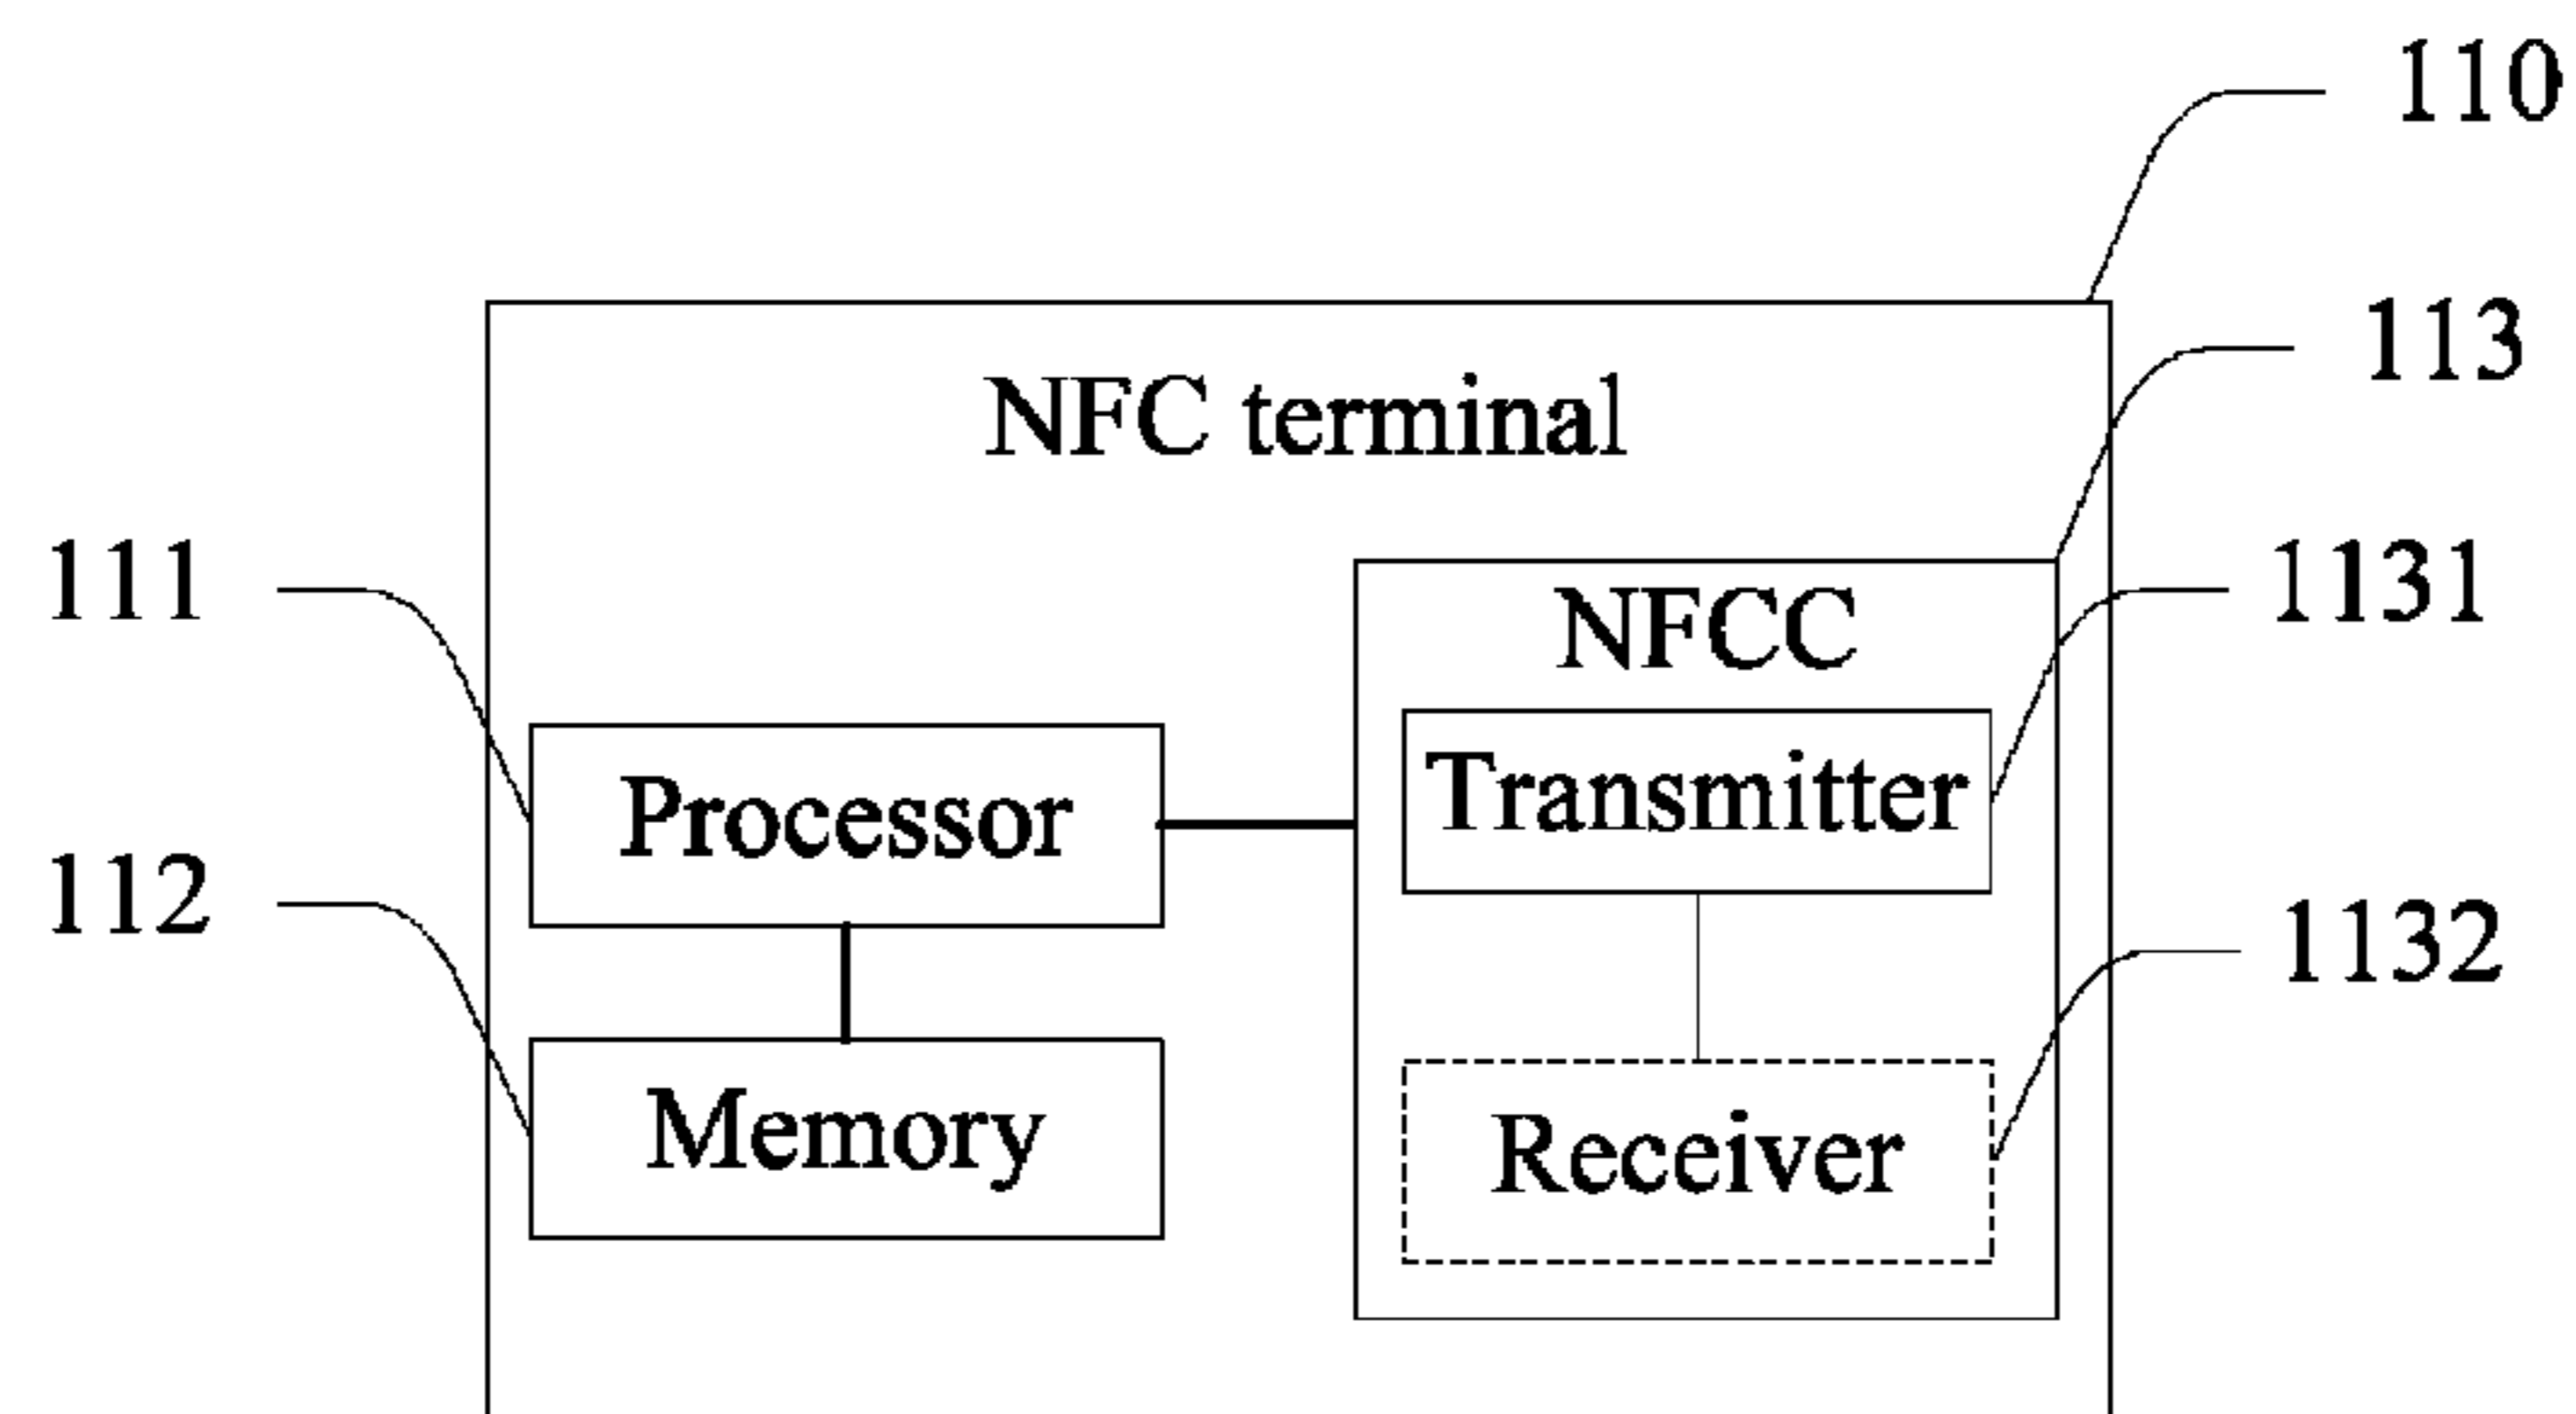 110
NFC terminal
113
111
NFCC
1131
Processor
Transmitter
112
1132
Memory
Receiver